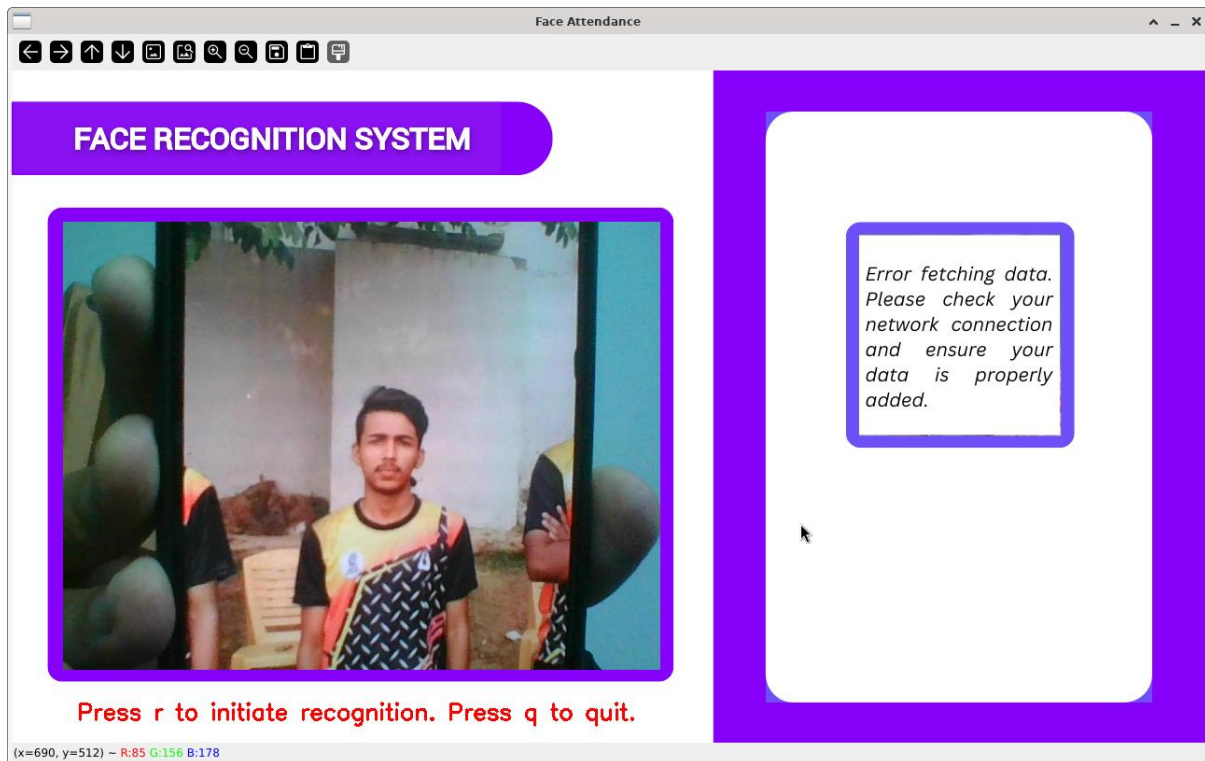 Face Attendance
FACE RECOGNITION SYSTEM
Error fetching data.
Please check your
network connection
and ensure your
data is properly
added.
Press r to initiate recognition. Press q to quit.
(x=690, y=512) ~ R:85 G:156 B:178